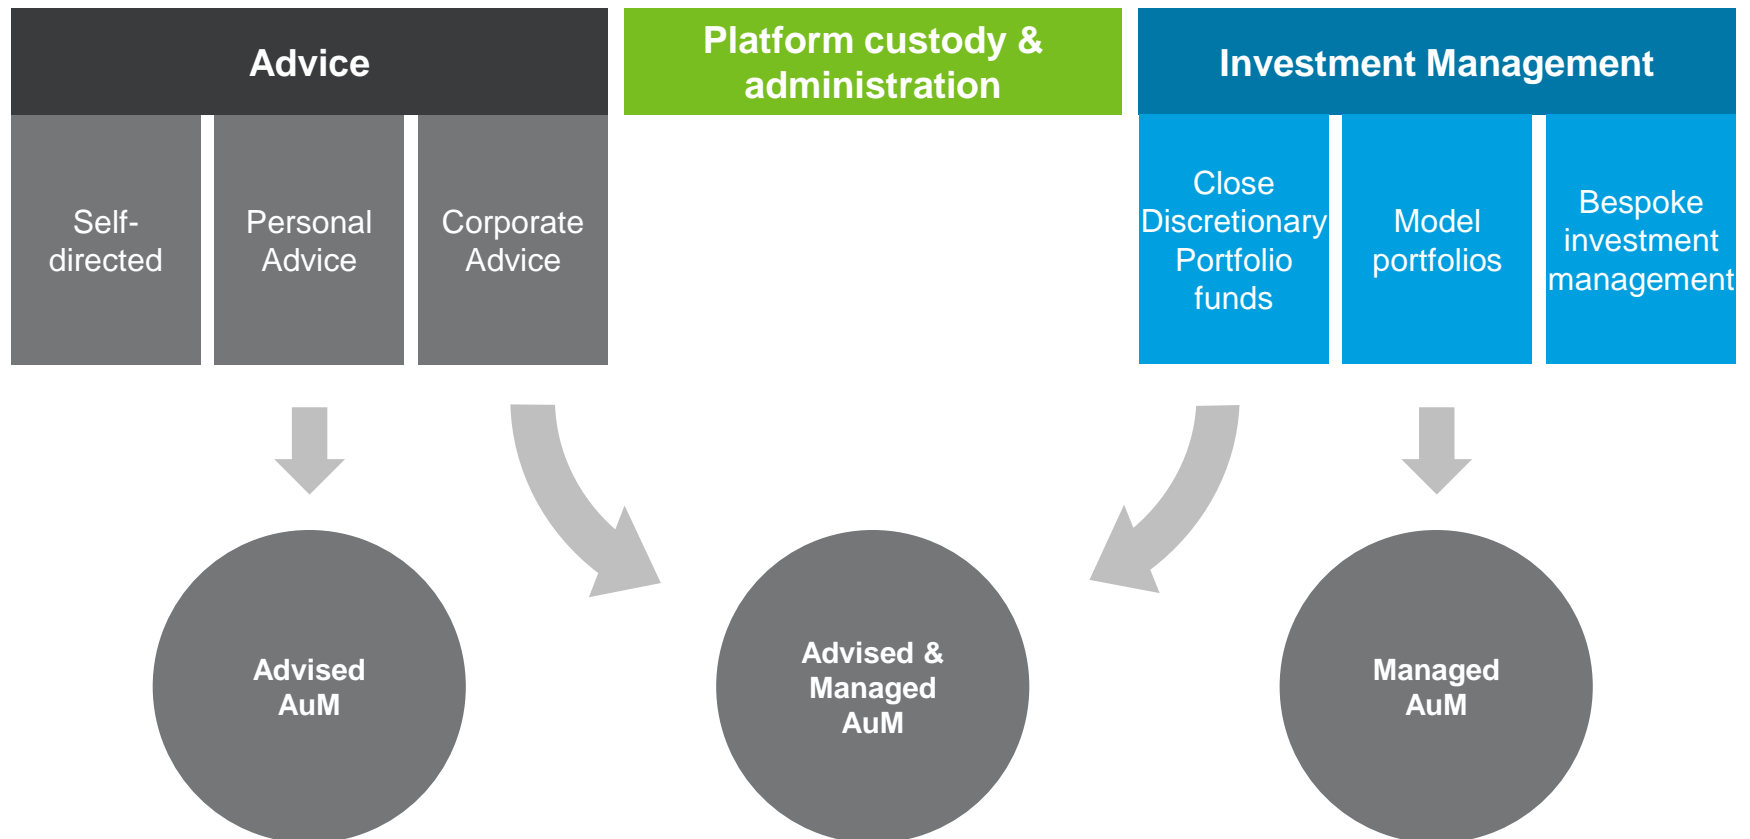 Advice
Platform custody &
administration
Investment Management
Self-
directed
Personal
Advice
Corporate
Advice
Close
Discretionary
Portfolio
funds
Model
portfolios
Bespoke
investment
management
Advised
AuM
Advised &
Managed
AuM
Managed
AuM